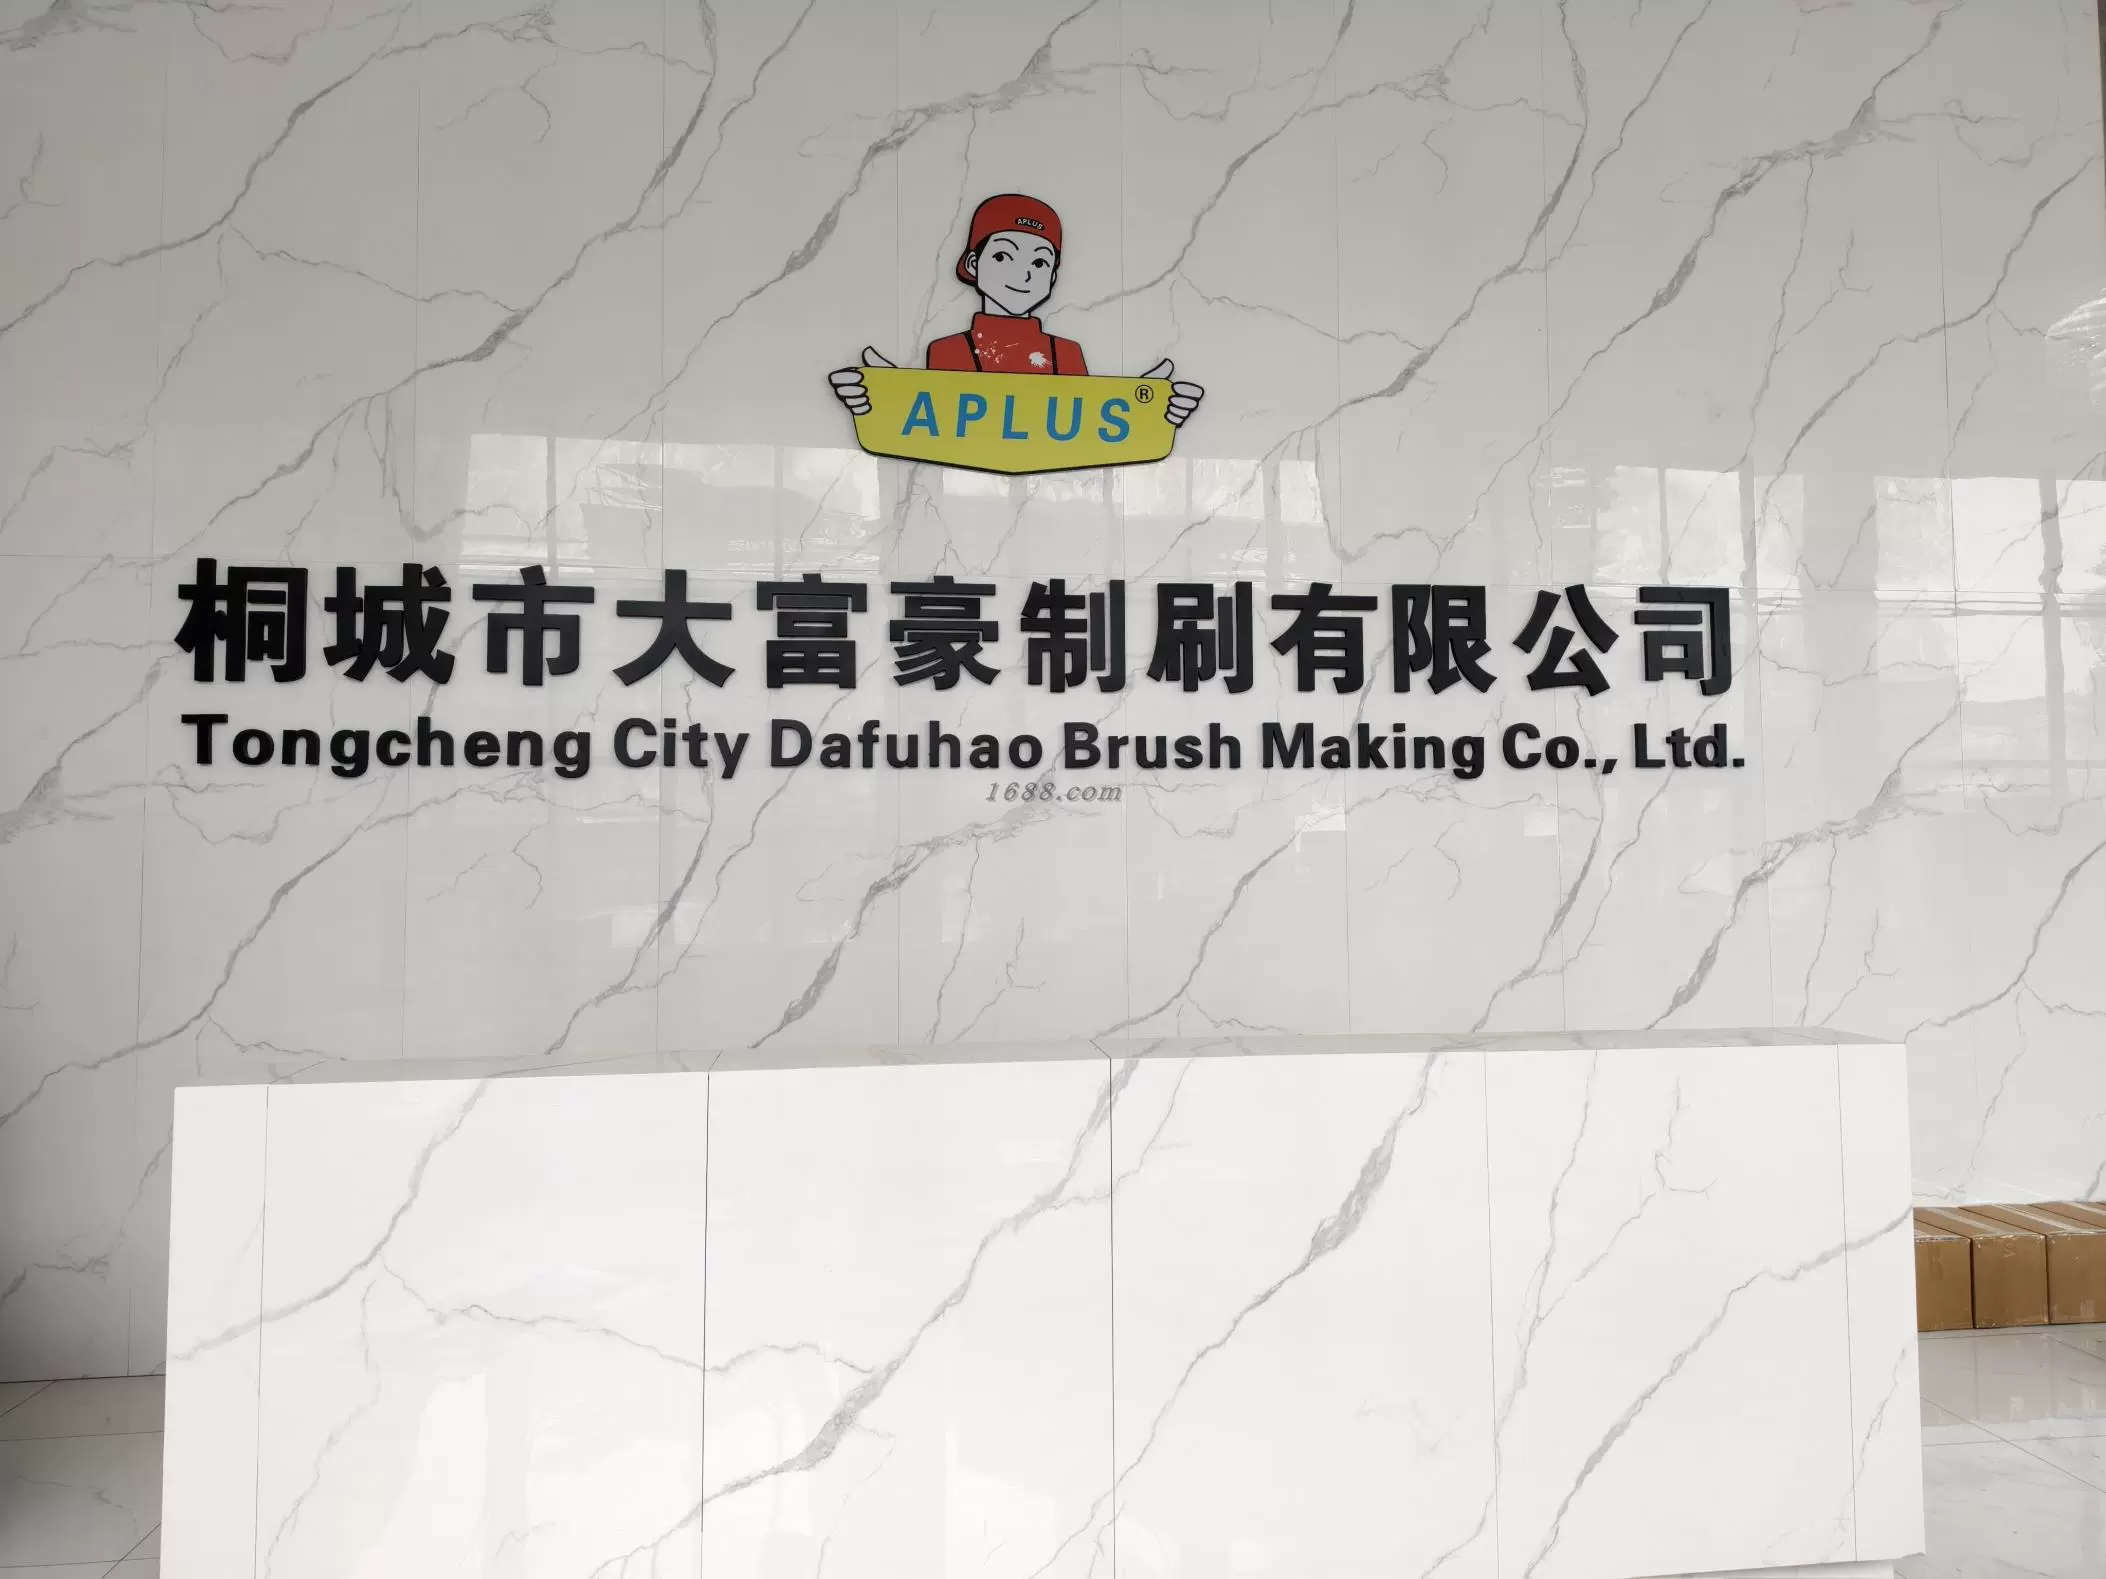 APLUS
APLUS®
桐城市大富豪制刷有限公司
Tongcheng City Dafuhao Brush Making Co., Ltd.
1688.com